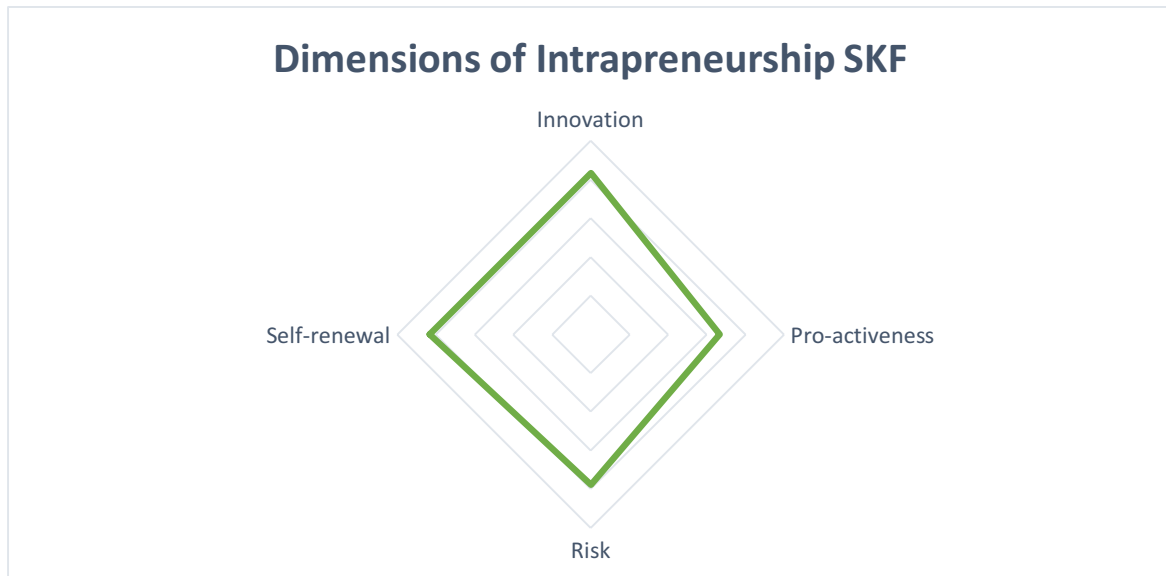 Dimensions of Intrapreneurship SKF
Innovation
Self-renewal
Pro-activeness
Risk